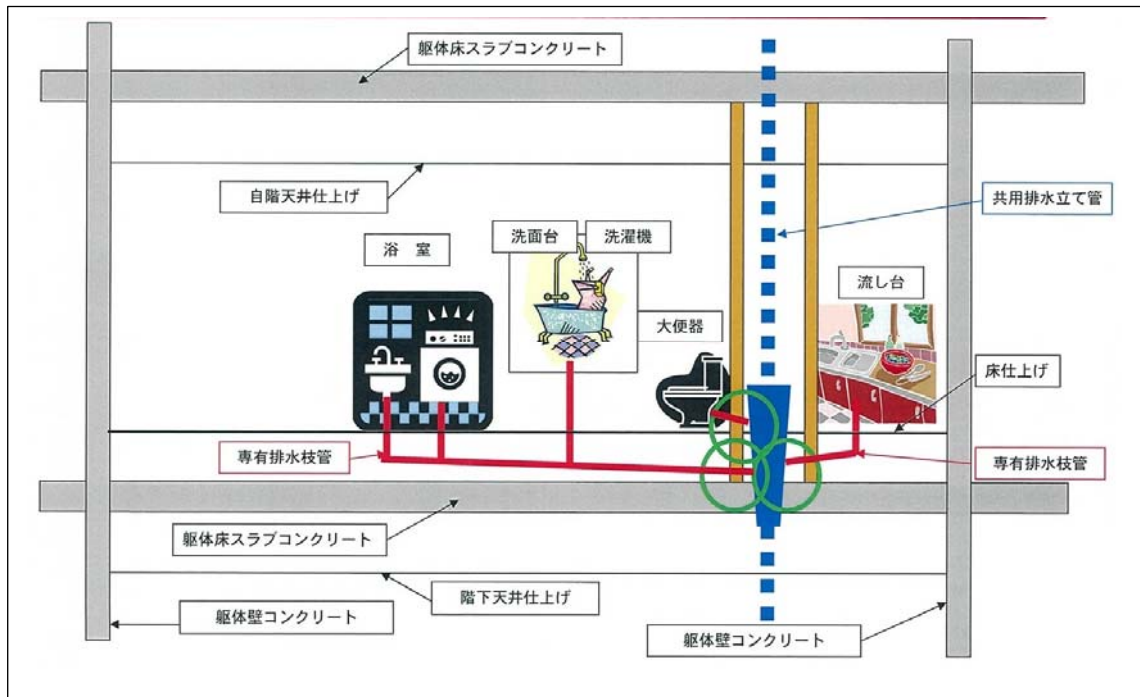 躯体床スラブコンクリート
自階天井仕上げ
共用排水立て管
浴　室
洗面台
洗濯機
流し台
大便器
床仕上げ
専有排水枝管
専有排水枝管
躯体床スラブコンクリート
階下天井仕上げ
躯体壁コンクリート
躯体壁コンクリート